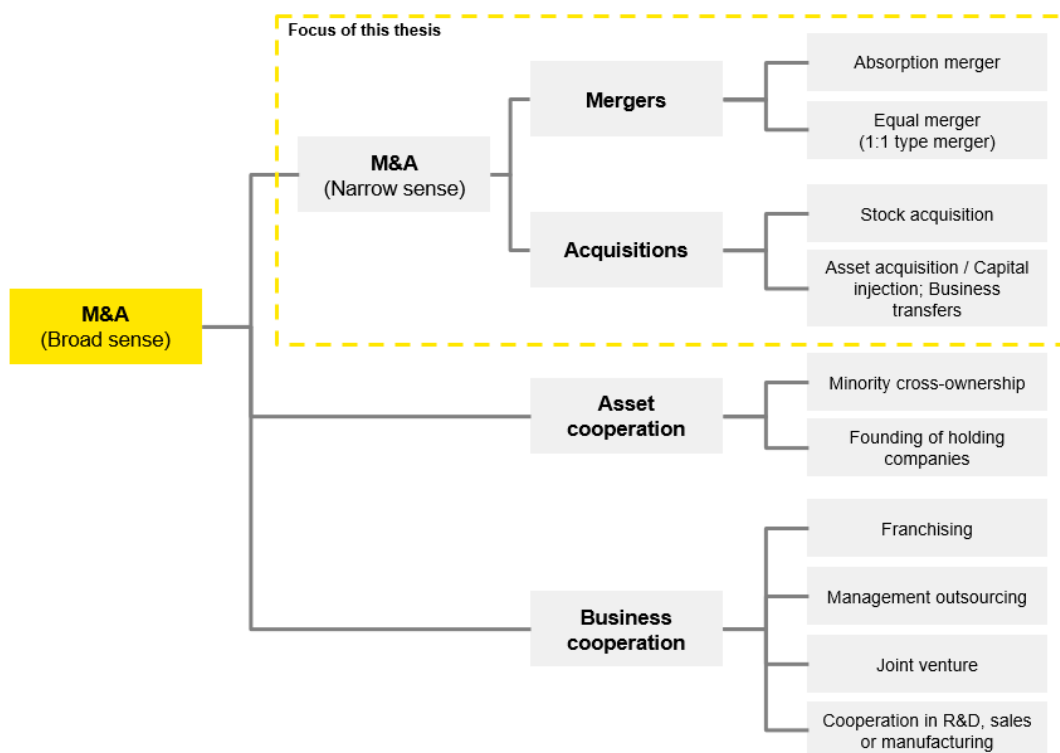 Focus of this thesis
Absorption merger
Mergers
Equal merger
(1:1 type merger)
M&A
(Narrow sense)
Stock acquisition
Acquisitions
Asset acquisition / Capital
injection; Business
transfers
M&A
(Broad sense)
Minority cross-ownership
Asset
cooperation
Founding of holding
companies
Franchising
Management outsourcing
Business
cooperation
Joint venture
Cooperation in R&D, sales
or manufacturing